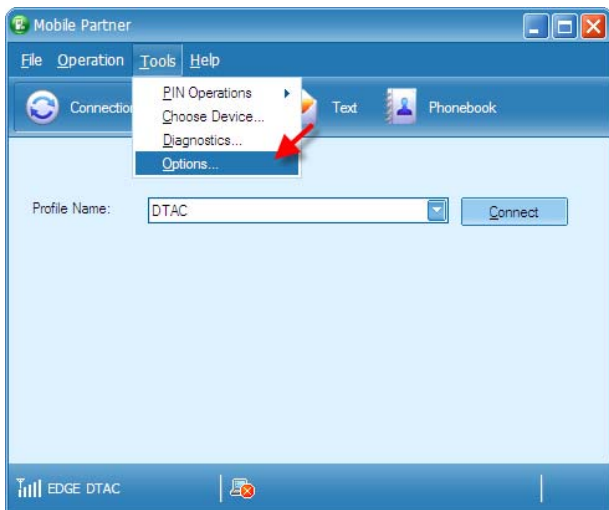 Mobile Partner
File Operation Tools Help
Connection Text Phonebook
PIN Operations
Choose Device...
Diagnostics...
Options...
Profile Name: DTAC Connect
EDGE DTAC